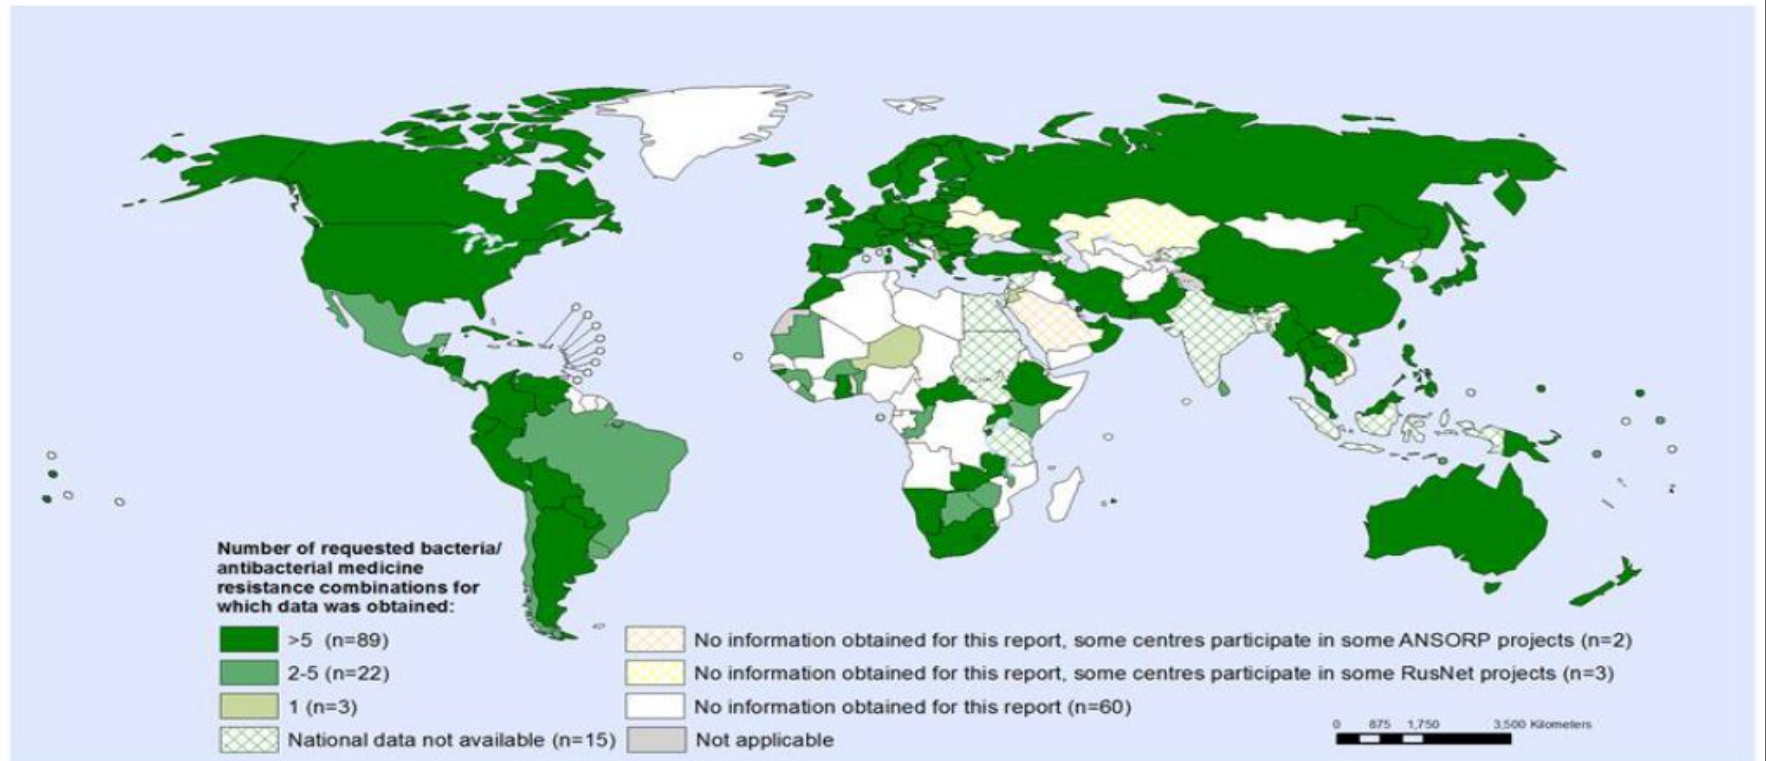 Number of requested bacteria/
antibacterial medicine
resistance combinations for
which data was obtained:
>5 (n=89)
2-5 (n=22)
1 (n=3)
National data not available (n=15)
No information obtained for this report, some centres participate in some ANSORP projects (n=2)
No information obtained for this report, some centres participate in some RusNet projects (n=3)
No information obtained for this report (n=60)
Not applicable
0 875 1,750 3,500 Kilometers